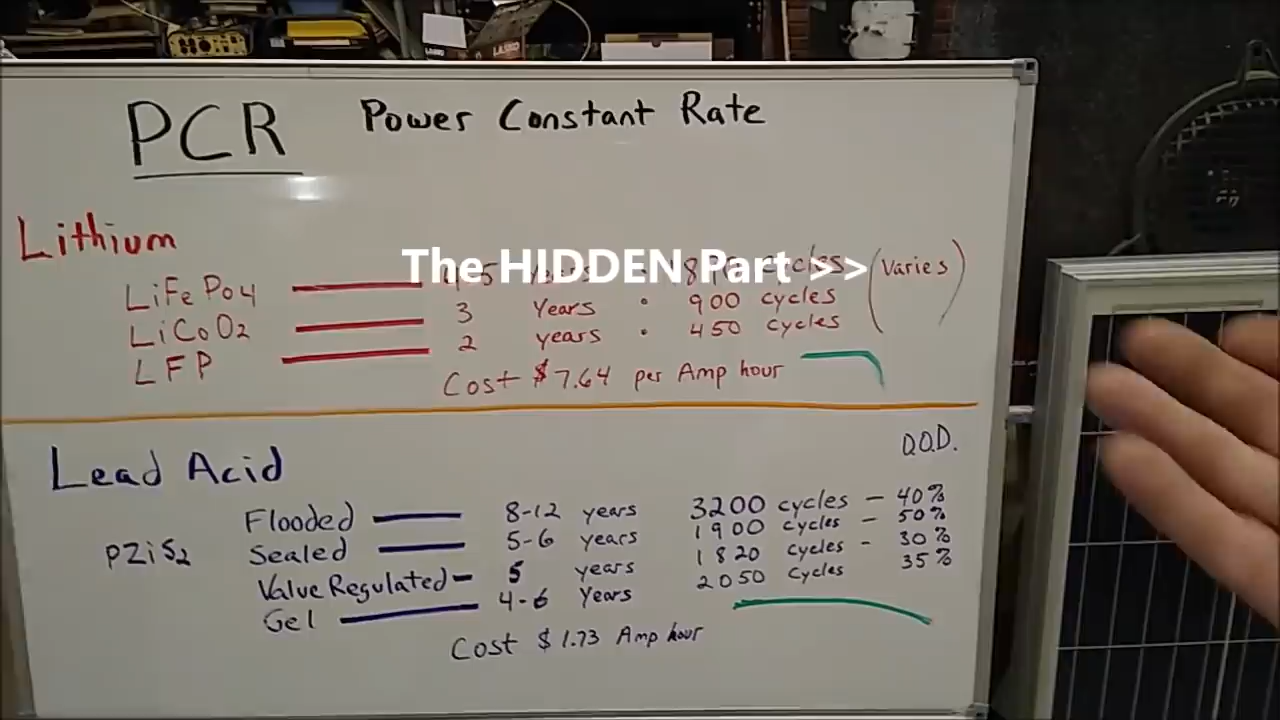 LASKO
PCR Power Constant Rate
Lithium
The HIDDEN Part >>
LiFePo4 years cycles (Varies)
LiCoO2 3 Years : 900 cycles
LFP 2 years • 450 cycles
Cost $7.64 per Amp hour
D.O.D.
Lead Acid
Flooded 8-12 years 3200 cycles - 40%
PZiS2 Sealed 5-6 years 1900 cycles - 50%
Value Regulated - 5 years 1820 cycles - 30%
Gel 4-6 Years 2050 cycles 35%
Cost $1.73 Amp hour